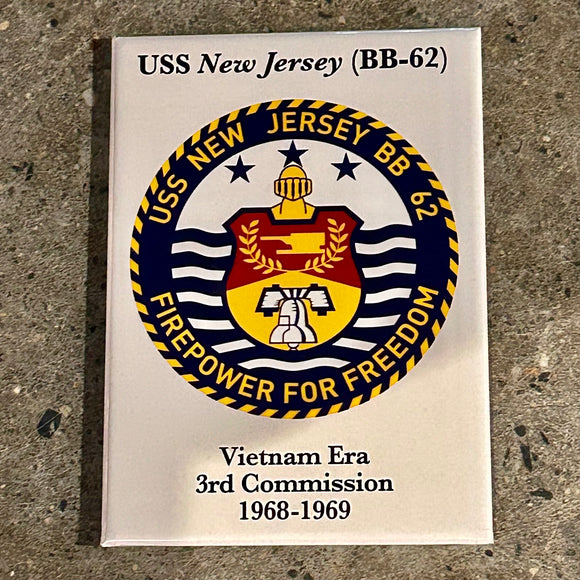 USS New Jersey (BB-62)
USS NEW JERSEY BB 62
FIREPOWER FOR FREEDOM
Vietnam Era
3rd Commission
1968-1969